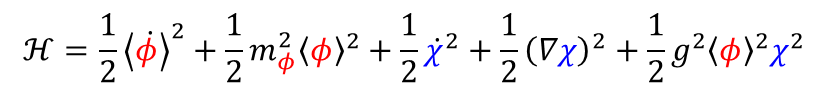 ℋ = 1/2 ⟨ϕ̇⟩² + 1/2 m_ϕ² ⟨ϕ⟩² + 1/2 χ̇² + 1/2 (∇χ)² + 1/2 g²⟨ϕ⟩²χ²